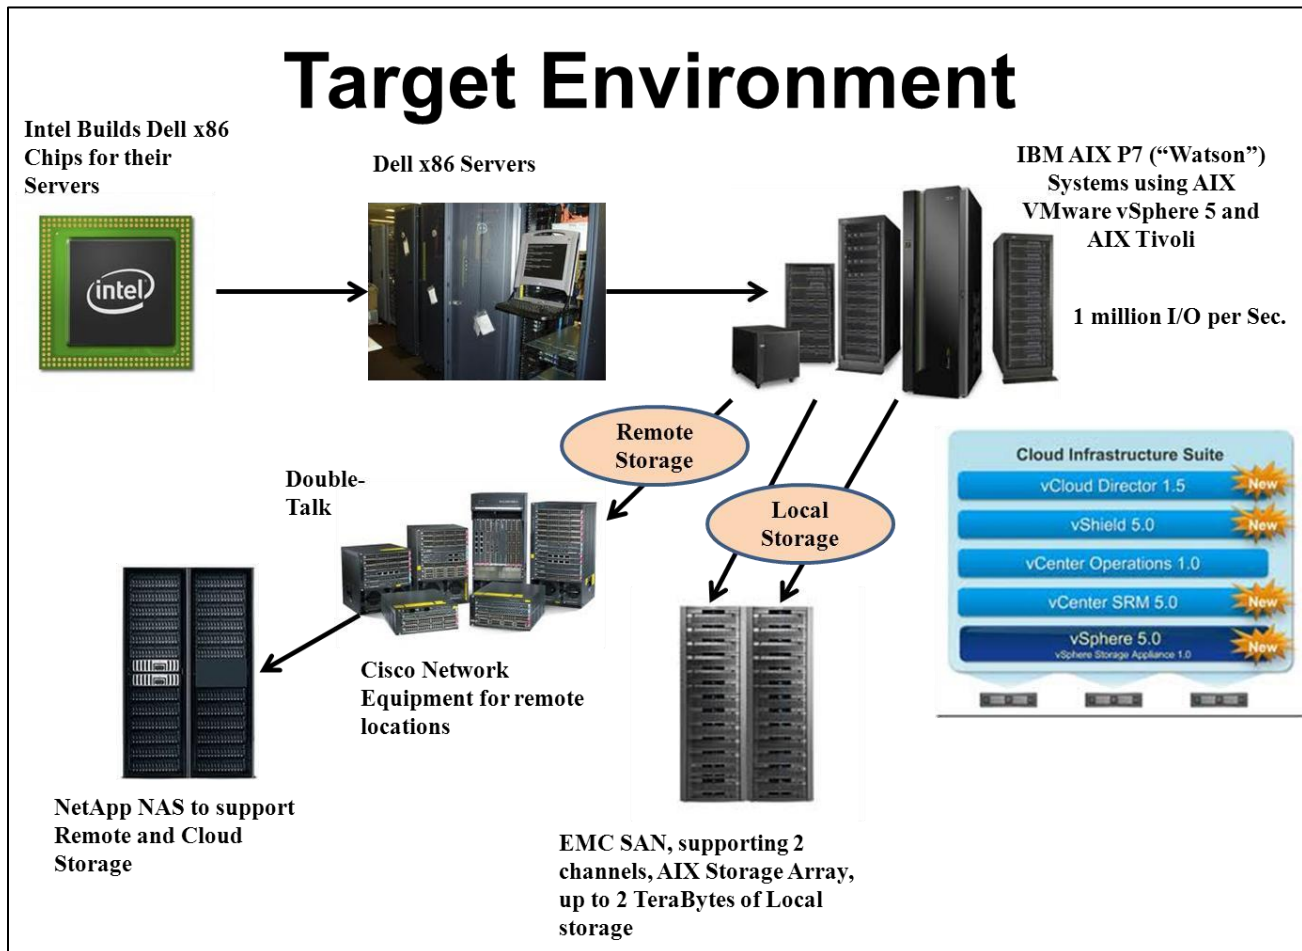 Target Environment
Intel Builds Dell x86
Chips for their
Servers
intel
Dell x86 Servers
IBM AIX P7 (“Watson”)
Systems using AIX
VMware vSphere 5 and
AIX Tivoli
1 million I/O per Sec.
Remote
Storage
Local
Storage
Double-
Talk
Cisco Network
Equipment for remote
locations
NetApp NAS to support
Remote and Cloud
Storage
EMC SAN, supporting 2
channels, AIX Storage Array,
up to 2 TeraBytes of Local
storage
Cloud Infrastructure Suite
vCloud Director 1.5
New
vShield 5.0
New
vCenter Operations 1.0
vCenter SRM 5.0
New
vSphere 5.0
vSphere Storage Appliance 1.0
New